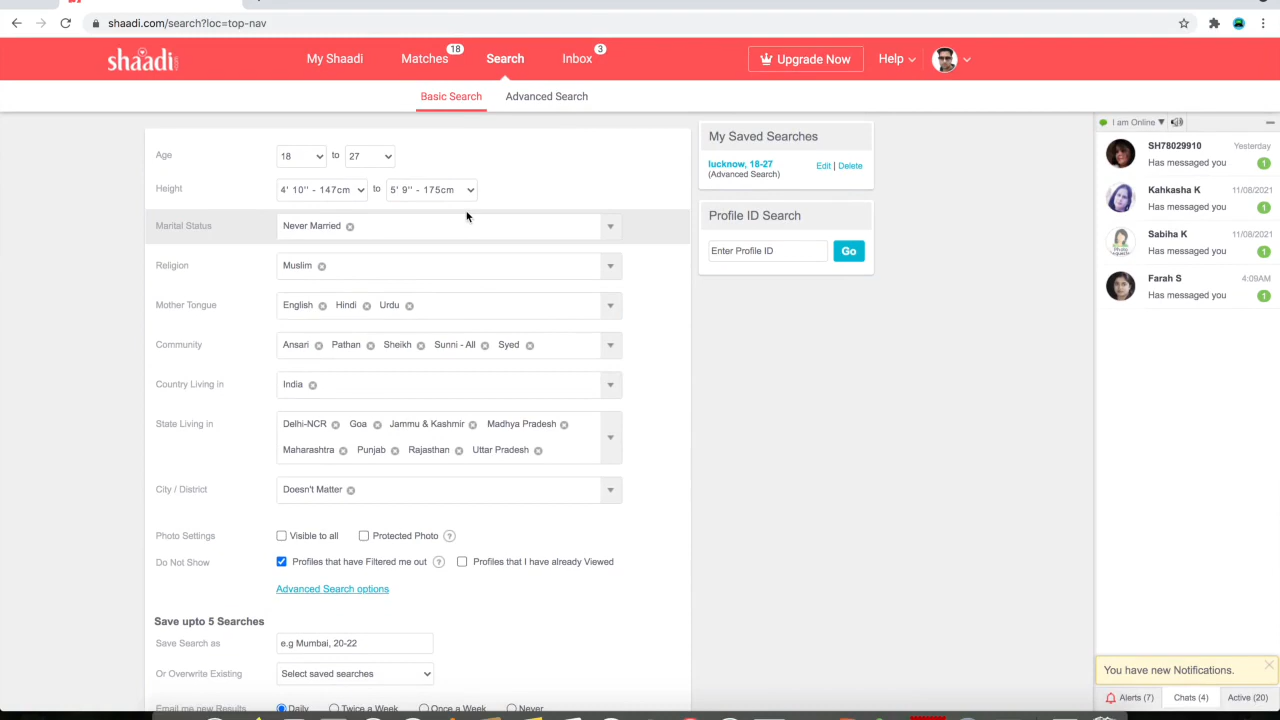 shaadi.com/search?loc=top-nav
shaadi
My Shaadi
Matches 18
Search
Inbox 3
Upgrade Now
Help
Basic Search
Advanced Search
Age 18 to 27
Height 4' 10'' - 147cm to 5' 9'' - 175cm
Marital Status Never Married
Religion Muslim
Mother Tongue English Hindi Urdu
Community Ansari Pathan Sheikh Sunni - All Syed
Country Living in India
State Living in Delhi-NCR Goa Jammu & Kashmir Madhya Pradesh
Maharashtra Punjab Rajasthan Uttar Pradesh
City / District Doesn't Matter
Photo Settings Visible to all Protected Photo ?
Do Not Show Profiles that have Filtered me out ? Profiles that I have already Viewed
Advanced Search options
Save upto 5 Searches
Save Search as e.g Mumbai, 20-22
Or Overwrite Existing Select saved searches
Email me new Results Daily Twice a Week Once a Week Never
My Saved Searches
lucknow, 18-27 Edit | Delete
(Advanced Search)
Profile ID Search
Enter Profile ID Go
I am Online
SH78029910 Yesterday
Has messaged you 1
Kahkasha K 11/08/2021
Has messaged you 1
Sabiha K 11/08/2021
Has messaged you 1
Farah S 4:09AM
Has messaged you 1
You have new Notifications.
Alerts (7) Chats (4) Active (20)